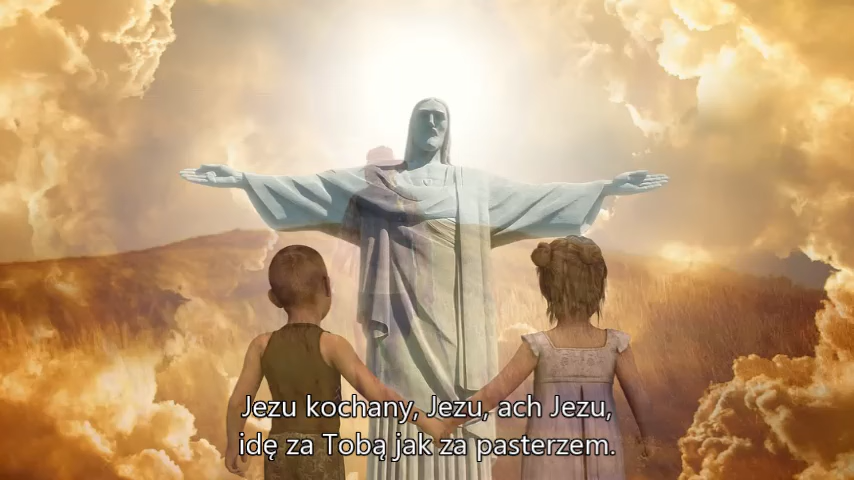 Jezu kochany, Jezu, ach Jezu,
idę za Tobą jak za pasterzem.